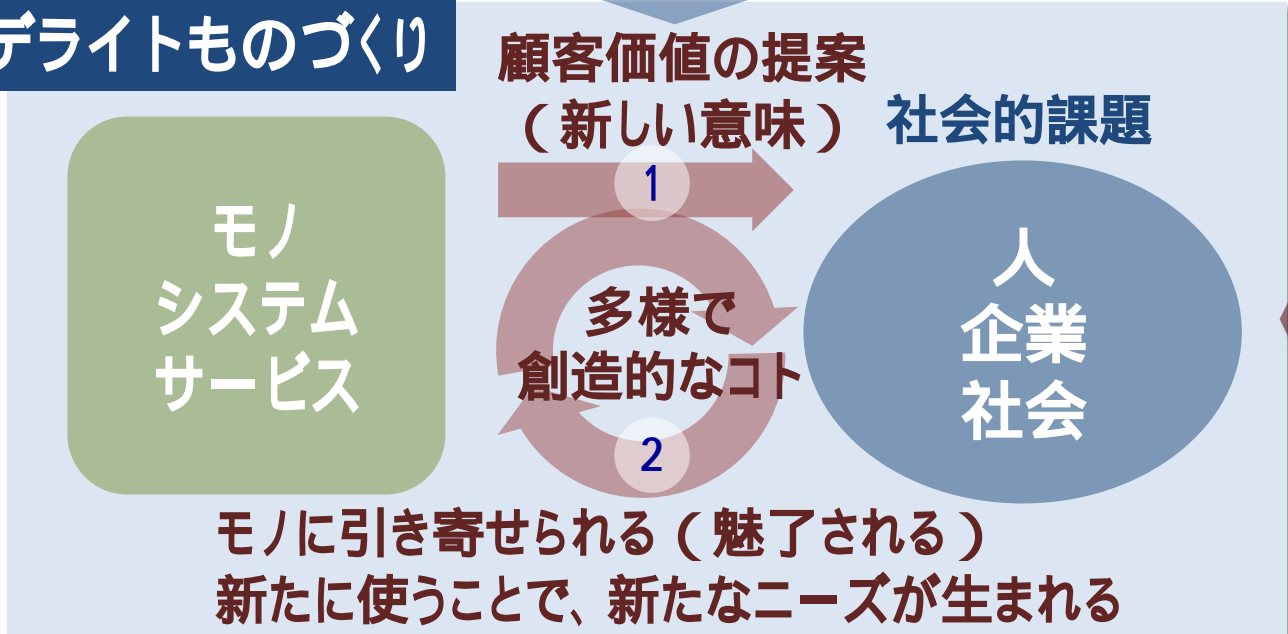 デライトものづくり
顧客価値の提案
（新しい意味）
社会的課題
1
モノ
システム
サービス
多様で
創造的なコト
人
企業
社会
2
モノに引き寄せられる（魅了される）
新たに使うことで、新たなニーズが生まれる